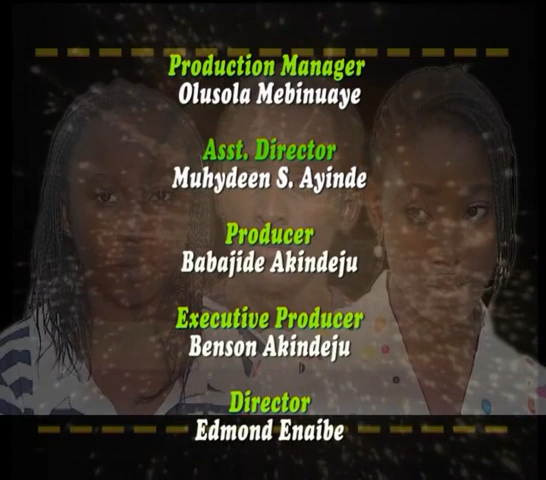 Production Manager
Olusola Mebinuaye
Asst. Director
Muhydeen S. Ayinde
Producer
Babajide Akindeju
Executive Producer
Benson Akindeju
Director
Edmond Enaibe